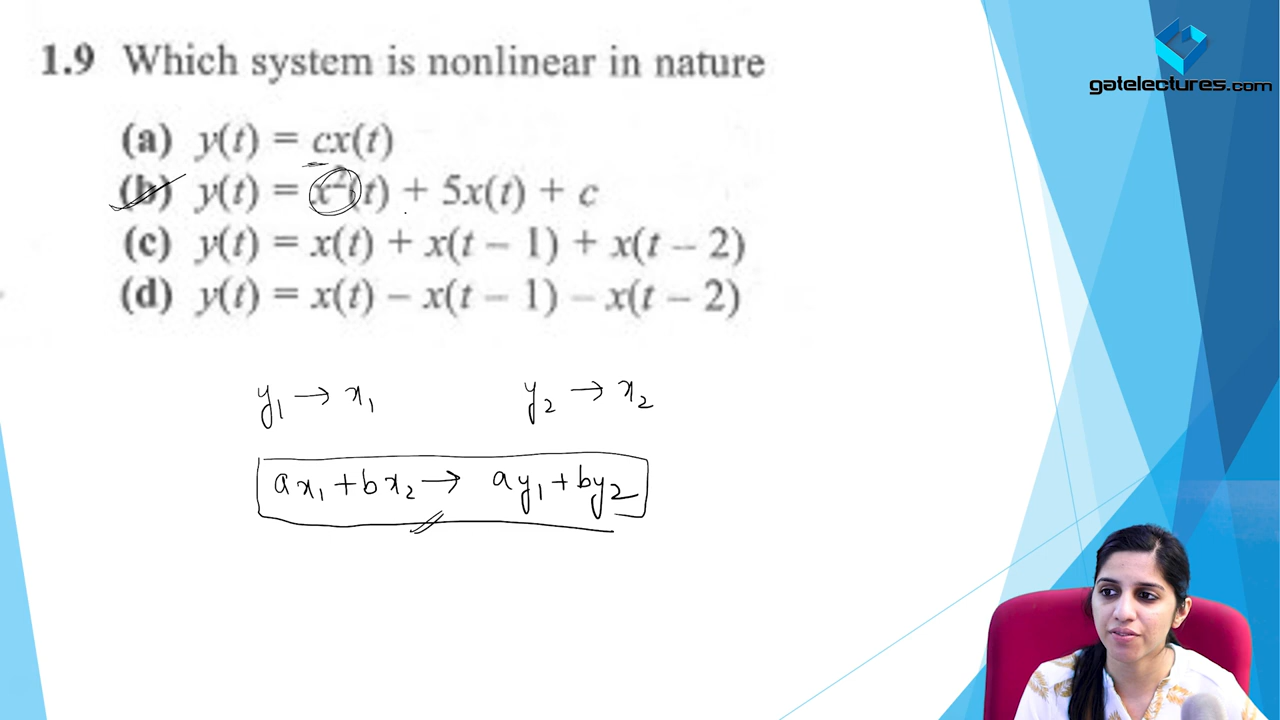 1.9 Which system is nonlinear in nature
gatelectures.com
(a) y(t) = cx(t)
(b) y(t) = x²(t) + 5x(t) + c
(c) y(t) = x(t) + x(t − 1) + x(t − 2)
(d) y(t) = x(t) − x(t − 1) − x(t − 2)
y₁ → x₁ y₂ → x₂
ax₁ + bx₂ → ay₁ + by₂